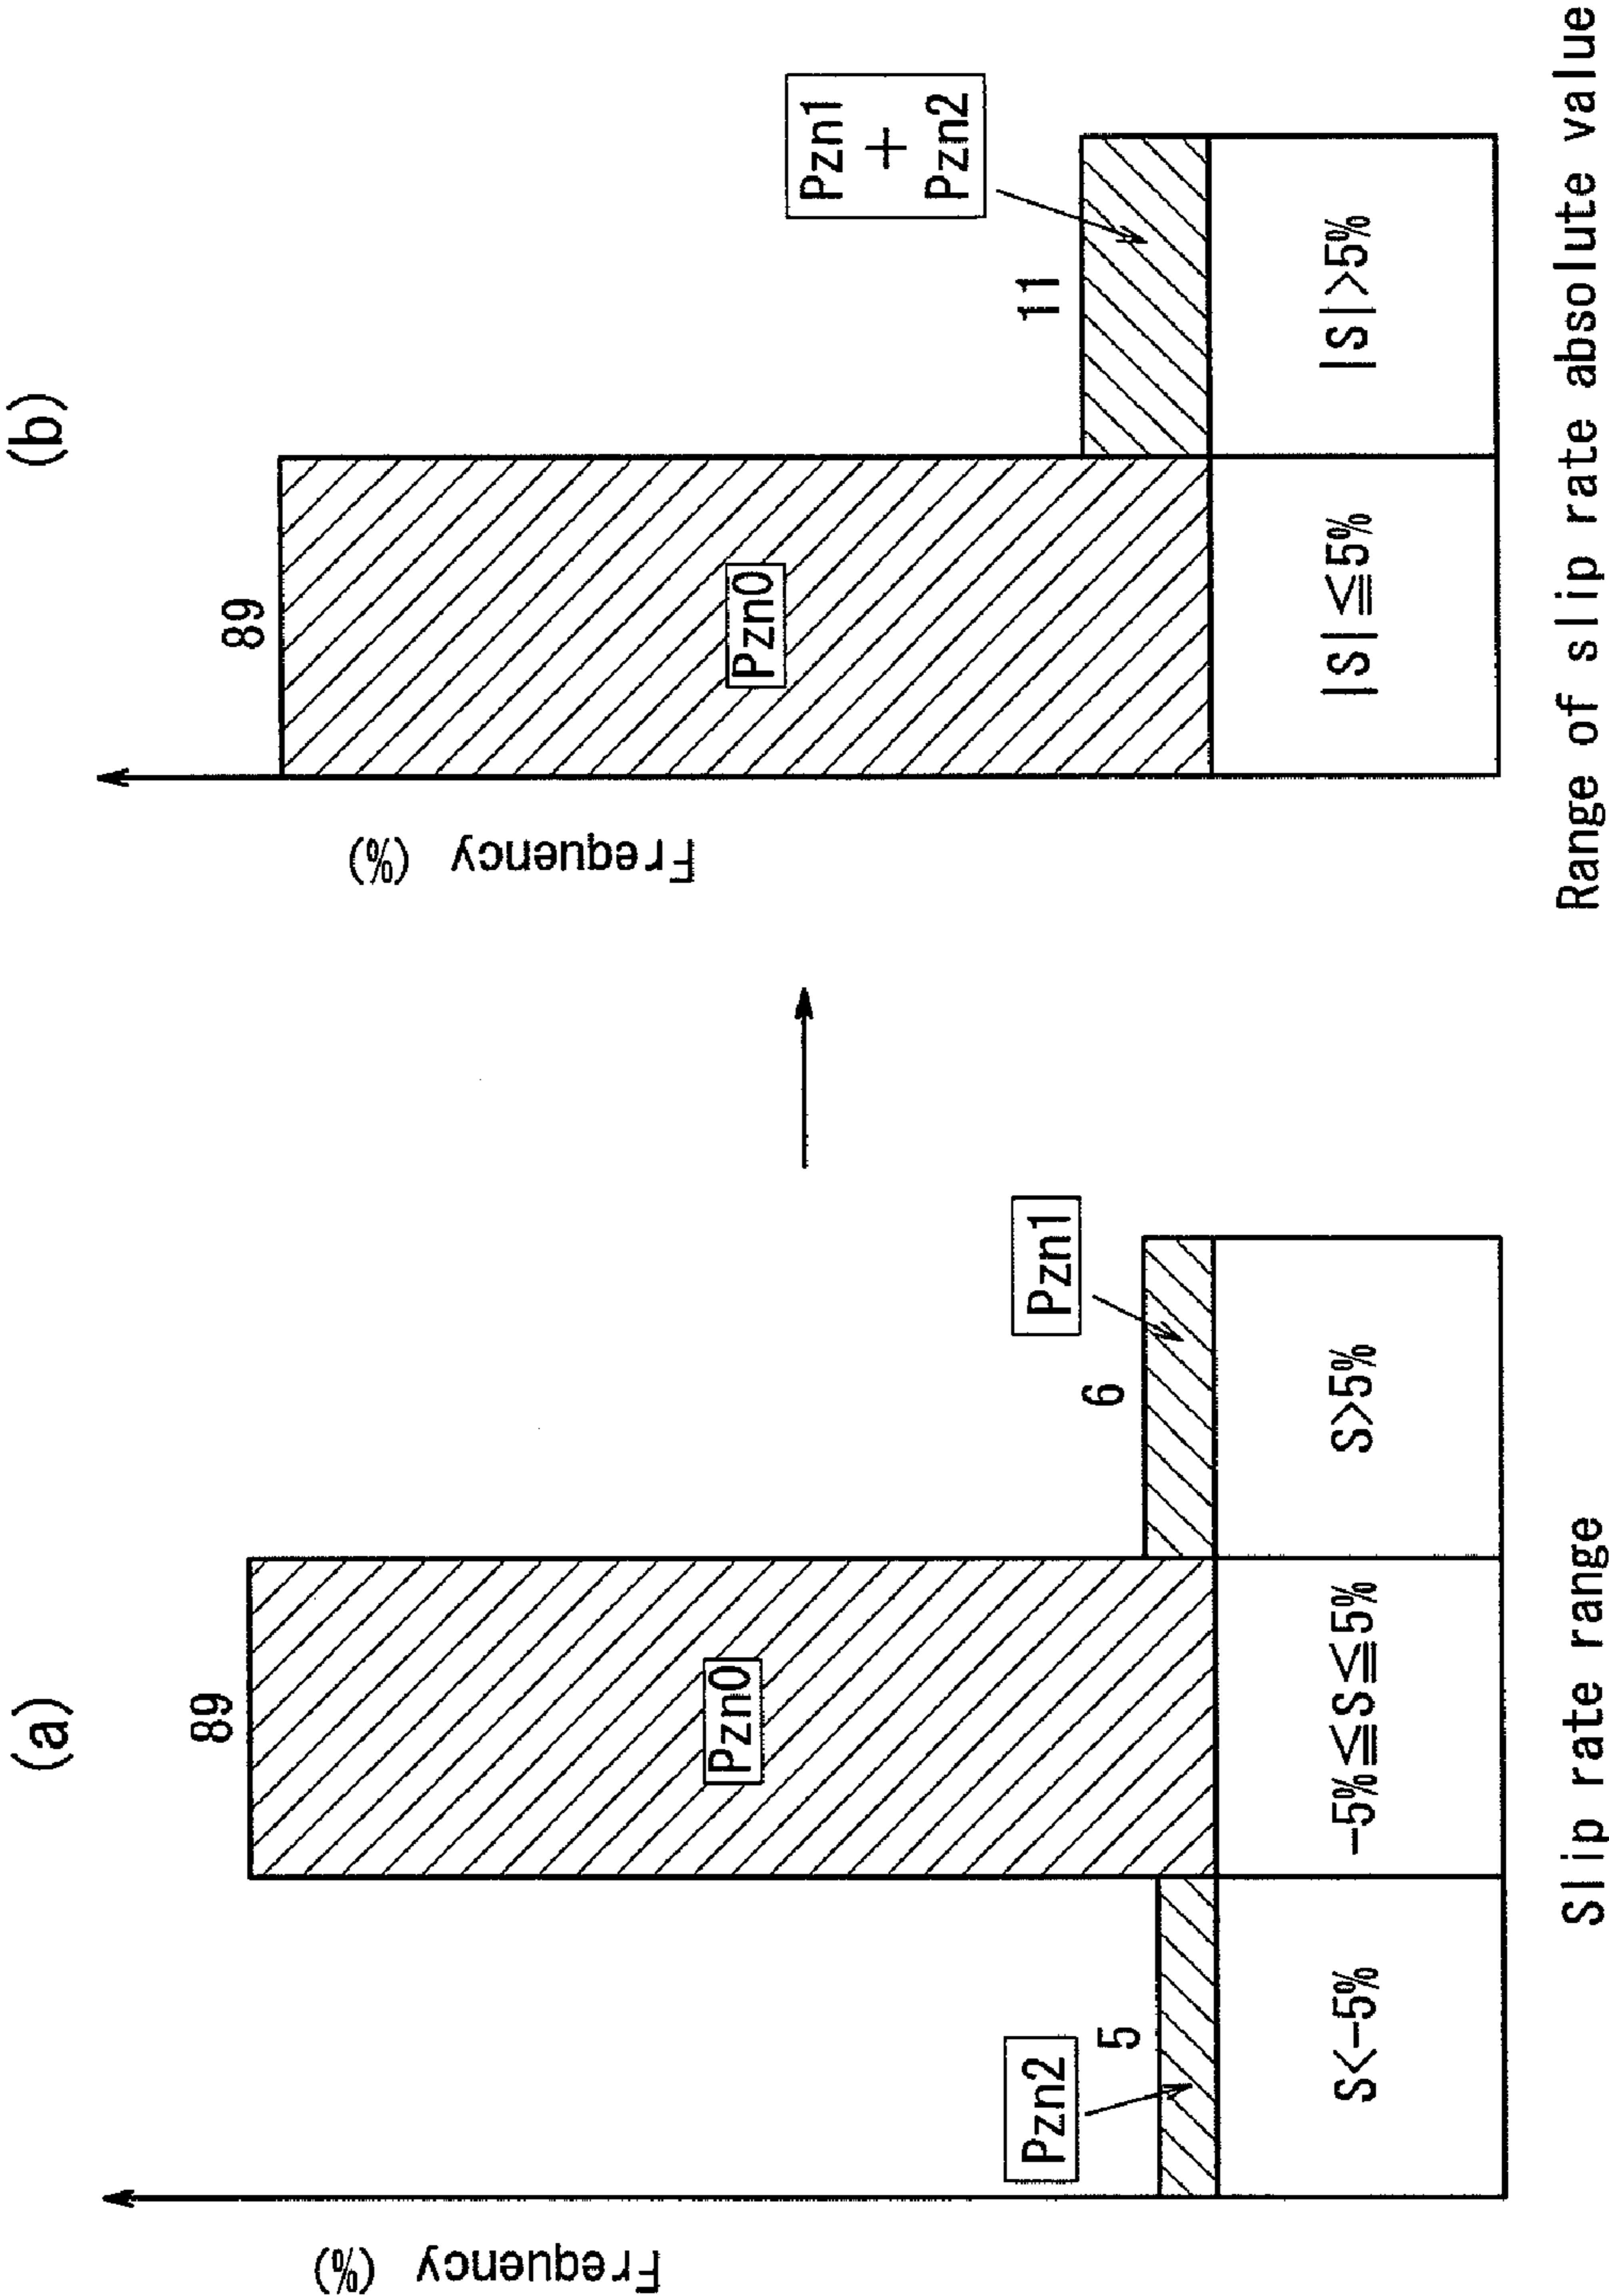 (a)
Frequency
(%)
89
Pzn0
Pzn2
5
Pzn1
6
S<-5%
-5%≦S≦5%
S>5%
Slip rate range
(b)
Frequency
(%)
89
Pzn0
Pzn1
+
Pzn2
11
|S|≦5%
|S|>5%
Range of slip rate absolute value